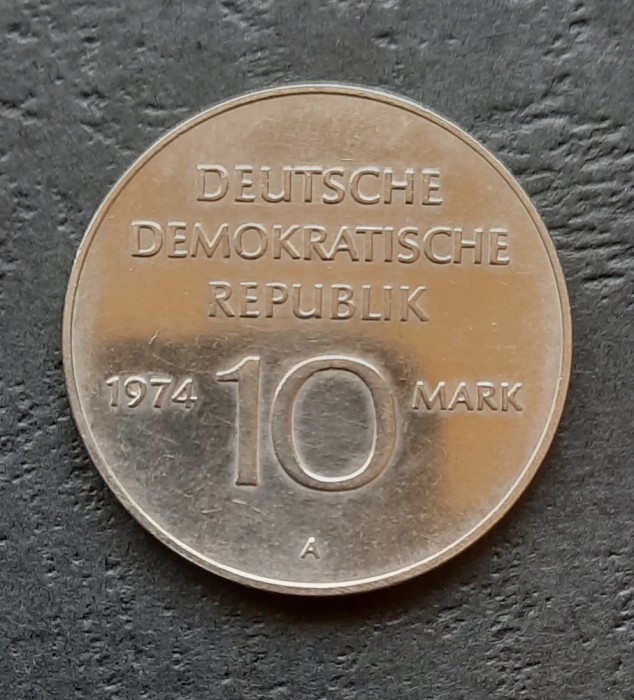 DEUTSCHE
DEMOKRATISCHE
REPUBLIK
1974 10 MARK
A